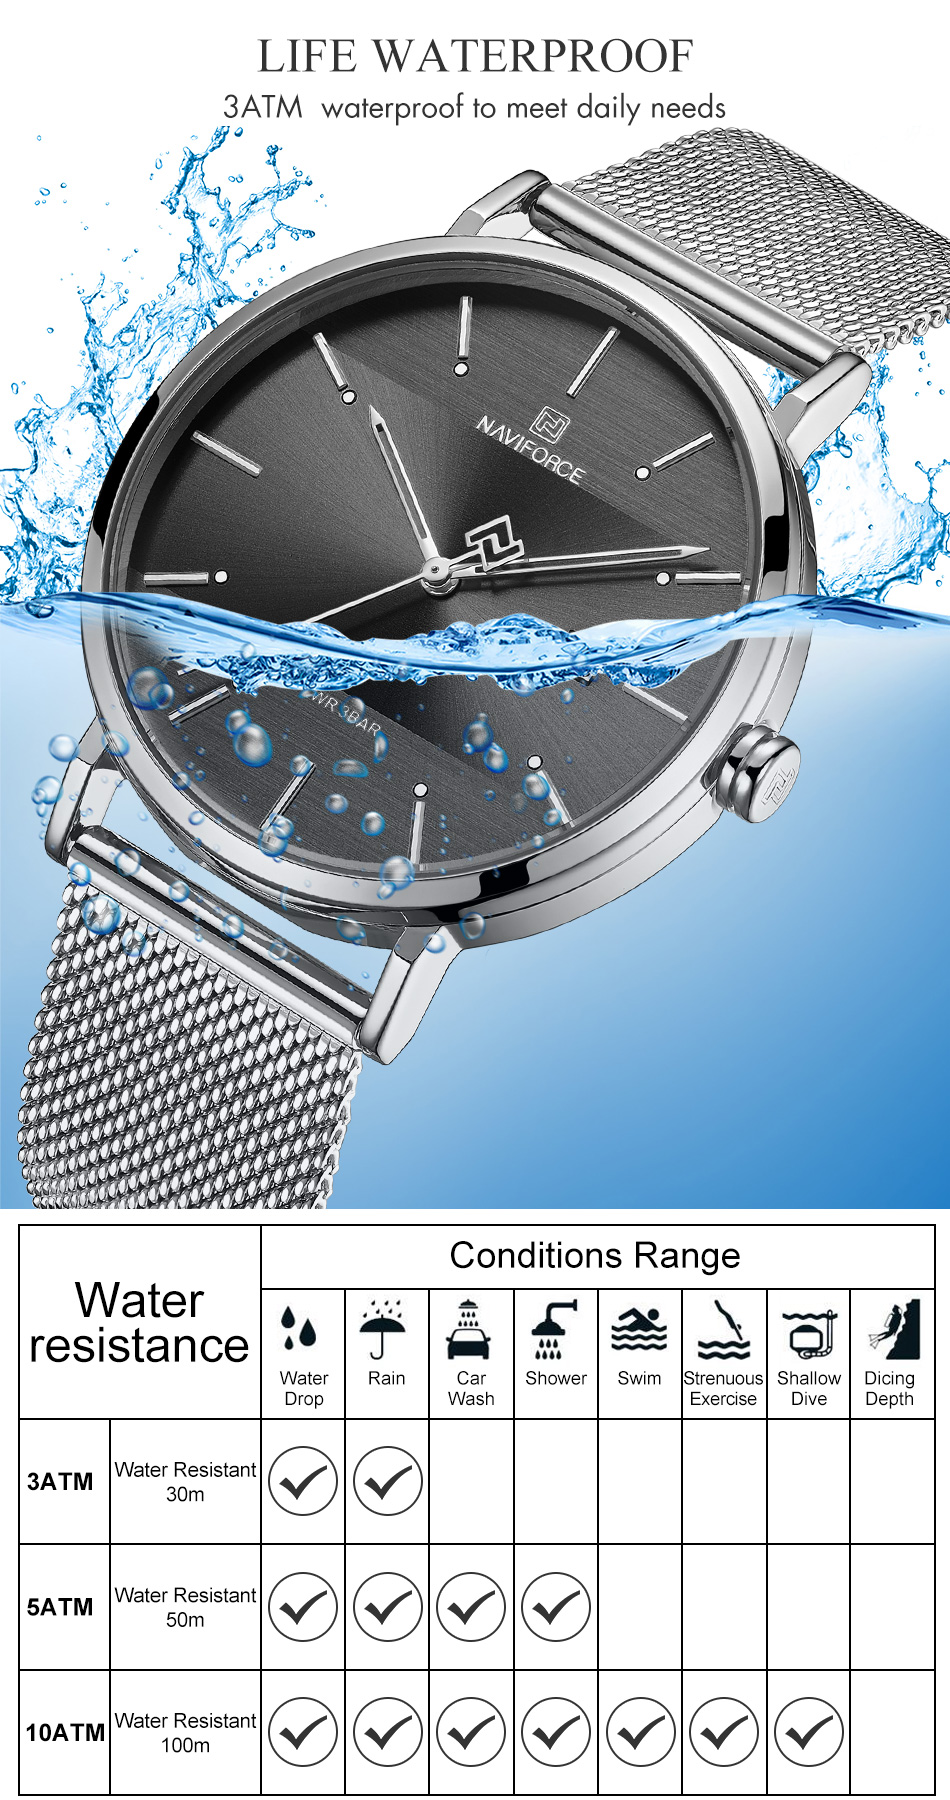 LIFE WATERPROOF
3ATM waterproof to meet daily needs
NAVIFORCE
WR 3BAR
Water
resistance
Conditions Range
Water
Drop
Rain
Car
Wash
Shower
Swim
Strenuous
Exercise
Shallow
Dive
Dicing
Depth
3ATM
Water Resistant
30m
5ATM
Water Resistant
50m
10ATM
Water Resistant
100m